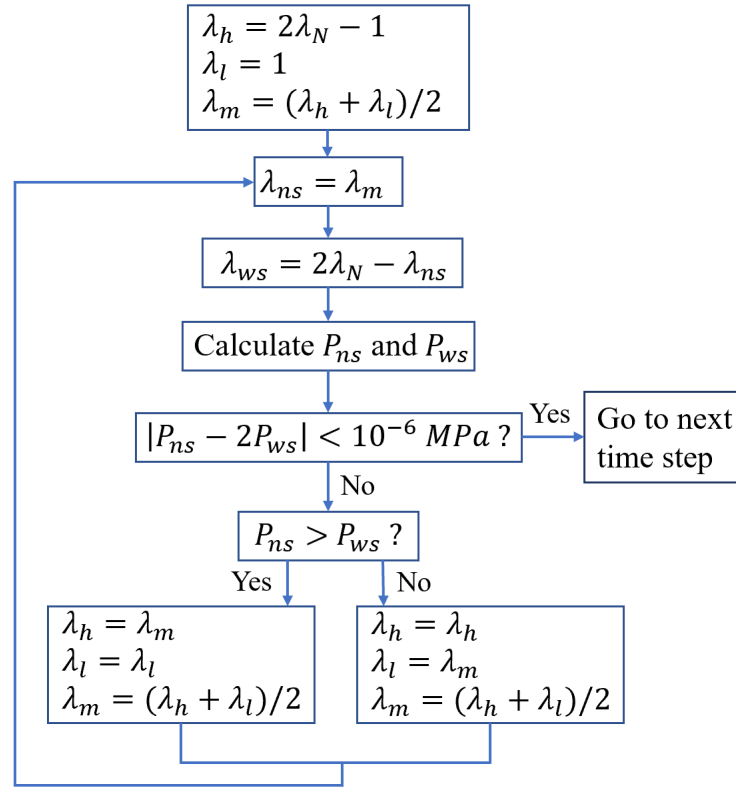 λ_h = 2λ_N − 1
λ_l = 1
λ_m = (λ_h + λ_l)/2
λ_ns = λ_m
λ_ws = 2λ_N − λ_ns
Calculate P_ns and P_ws
|P_ns − 2P_ws| < 10⁻⁶ MPa ?
Yes
Go to next
time step
No
P_ns > P_ws ?
Yes
No
λ_h = λ_m
λ_l = λ_l
λ_m = (λ_h + λ_l)/2
λ_h = λ_h
λ_l = λ_m
λ_m = (λ_h + λ_l)/2